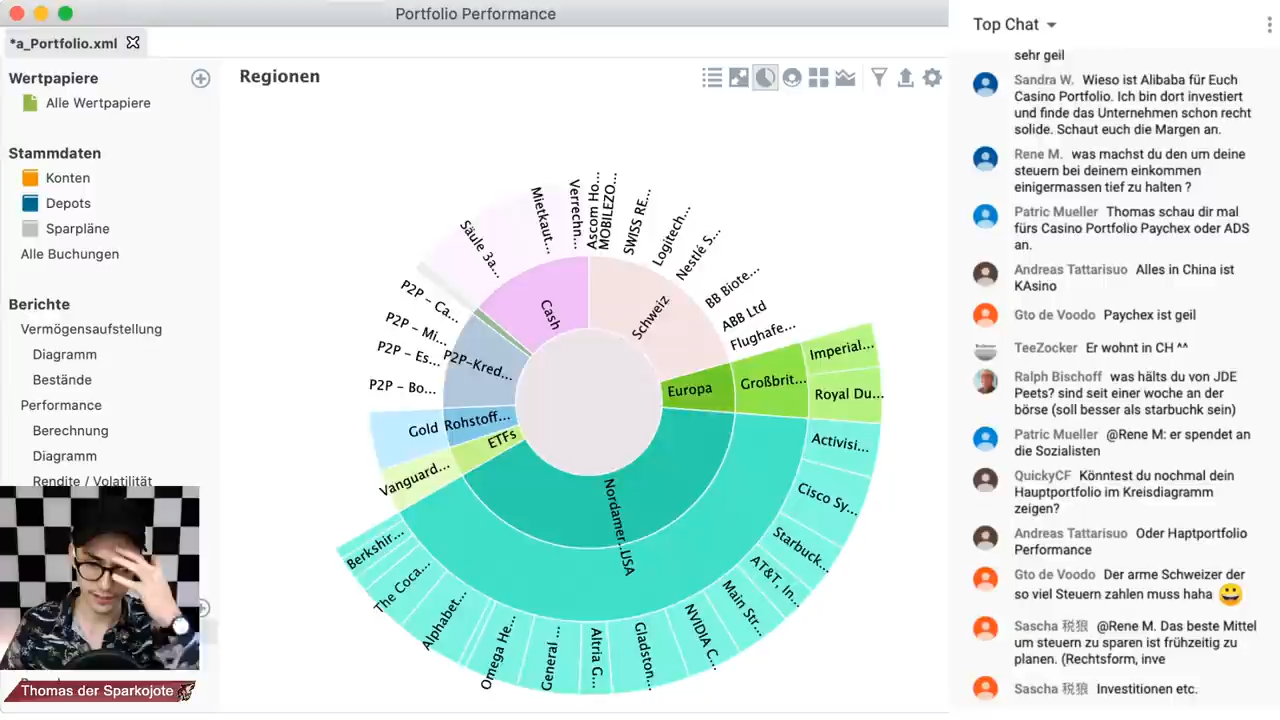 Portfolio Performance
*a_Portfolio.xml
Wertpapiere
Alle Wertpapiere
Stammdaten
Konten
Depots
Sparpläne
Alle Buchungen
Berichte
Vermögensaufstellung
Diagramm
Bestände
Performance
Berechnung
Diagramm
Rendite / Volatilität
Thomas der Sparkojote
Regionen
Cash
Säule 3a...
Mietkaut...
Verrechn...
Schweiz
Ascom Ho...
MOBILEZO...
SWISS RE...
Logitech...
Nestlé S...
BB Biote...
ABB Ltd
Flughafe...
Europa
Großbrit...
Imperial...
Royal Du...
Nordamer...
USA
Activisi...
Cisco Sy...
Starbuck...
AT&T, In...
Main Str...
NVIDIA C...
Gladston...
Altria G...
General ...
Omega He...
Alphabet...
The Coca...
Berkshir...
ETFs
Vanguard...
Rohstoff...
Gold
P2P-Kred...
P2P – Bo...
P2P – Es...
P2P – Mi...
P2P – Ca...
Top Chat
sehr geil
Sandra W. Wieso ist Alibaba für Euch
Casino Portfolio. Ich bin dort investiert
und finde das Unternehmen schon recht
solide. Schaut euch die Margen an.
Rene M. was machst du den um deine
steuern bei deinem einkommen
einigermassen tief zu halten ?
Patric Mueller Thomas schau dir mal
fürs Casino Portfolio Paychex oder ADS
an.
Andreas Tattarisuo Alles in China ist
KAsino
Gto de Voodo Paychex ist geil
TeeZocker Er wohnt in CH ^^
Ralph Bischoff was hälts du von JDE
Peets? sind seit einer woche an der
börse (soll besser als starbuchk sein)
Patric Mueller @Rene M: er spendet an
die Sozialisten
QuickyCF Könntest du nochmal dein
Hauptportfolio im Kreisdiagramm
zeigen?
Andreas Tattarisuo Oder Haptportfolio
Performance
Gto de Voodo Der arme Schweizer der
so viel Steuern zahlen muss haha 😀
Sascha 税狼 @Rene M. Das beste Mittel
um steuern zu sparen ist frühzeitig zu
planen. (Rechtsform, inve
Sascha 税狼 Investitionen etc.